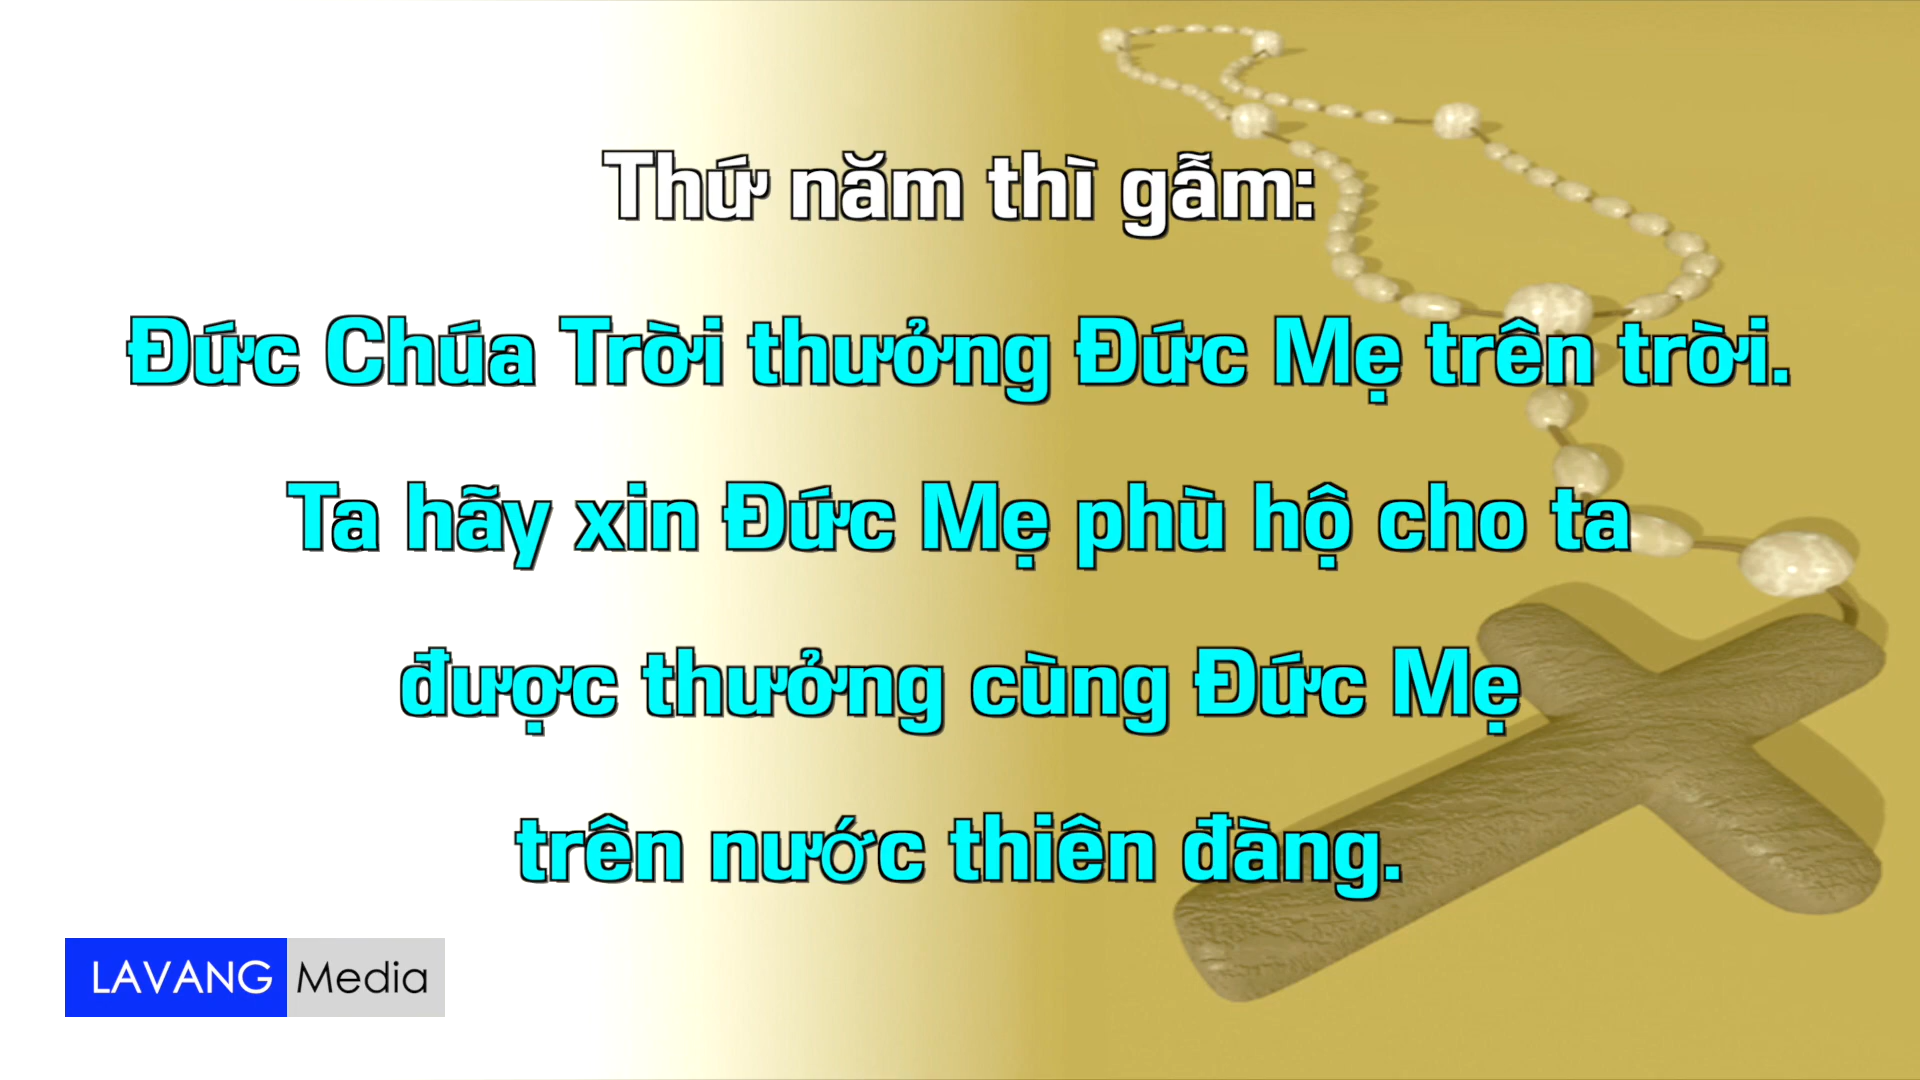 Thứ năm thì gẫm:
Đức Chúa Trời thưởng Đức Mẹ trên trời.
Ta hãy xin Đức Mẹ phù hộ cho ta
được thưởng cùng Đức Mẹ
trên nước thiên đàng.
LAVANG Media